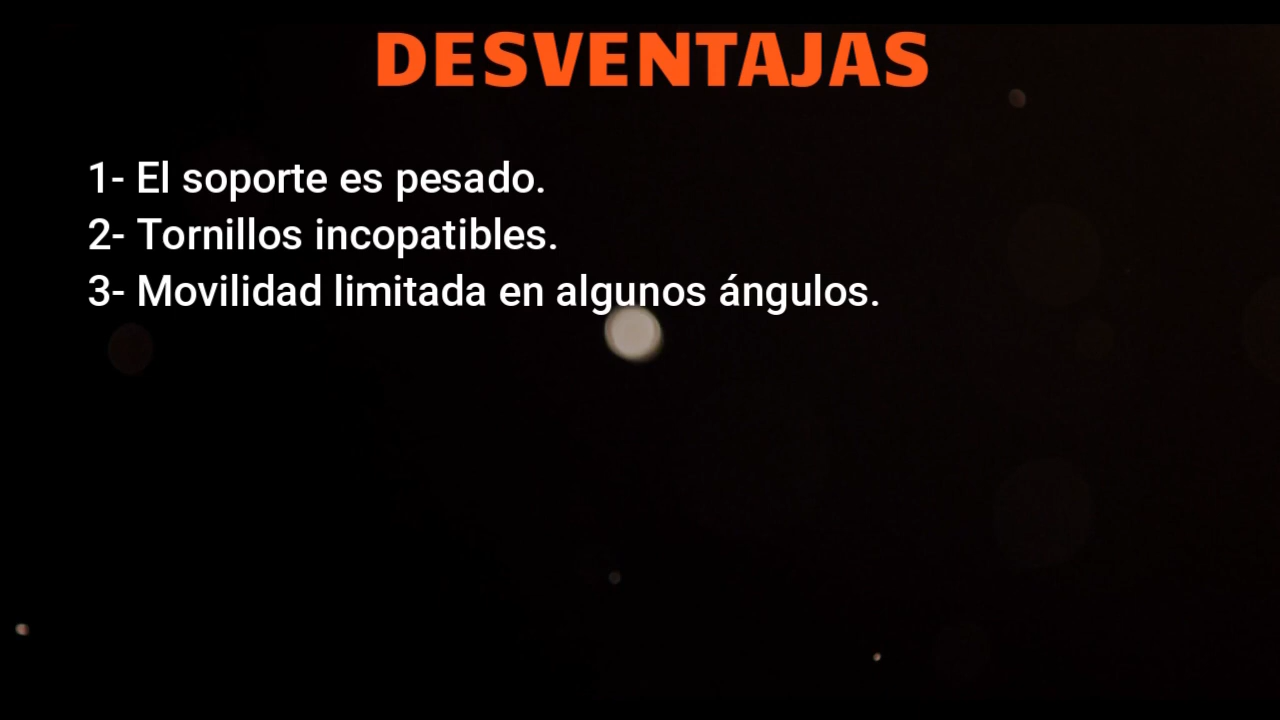 DESVENTAJAS
1- El soporte es pesado.
2- Tornillos incopatibles.
3- Movilidad limitada en algunos ángulos.